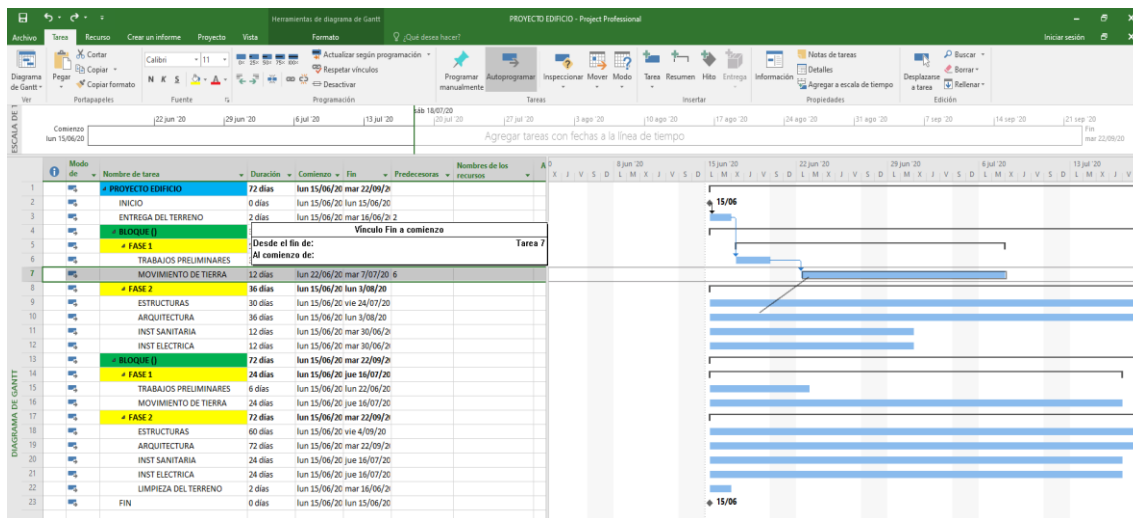 Herramientas de diagrama de Gantt
PROYECTO EDIFICIO - Project Professional
Archivo Tarea Recurso Crear un informe Proyecto Vista Formato ¿Qué desea hacer? Iniciar sesión
Diagrama de Gantt
Ver
Pegar
Cortar
Copiar
Copiar formato
Portapapeles
Calibri 11
N K S
Fuente
Actualizar según programación
Respetar vínculos
Desactivar
Programación
Programar manualmente
Autoprogramar
Inspeccionar Mover Modo
Tareas
Tarea Resumen Hito Entrega
Insertar
Información
Notas de tareas
Detalles
Agregar a escala de tiempo
Propiedades
Desplazarse a tarea
Buscar
Borrar
Rellenar
Edición
ESCALA DE T
sáb 18/07/20
22 jun '20 29 jun '20 6 jul '20 13 jul '20 20 jul '20 27 jul '20 3 ago '20 10 ago '20 17 ago '20 24 ago '20 31 ago '20 7 sep '20 14 sep '20 21 sep '20
Comienzo
lun 15/06/20
Agregar tareas con fechas a la línea de tiempo
Fin
mar 22/09/20
Modo de Nombre de tarea Duración Comienzo Fin Predecesoras Nombres de los recursos
8 jun '20 15 jun '20 22 jun '20 29 jun '20 6 jul '20 13 jul '20
X J V S D L M X J V S D L M X J V S D L M X J V S D L M X J V S D L M X J V S D L M X J V
1 PROYECTO EDIFICIO 72 días lun 15/06/20 mar 22/09/2
2 INICIO 0 días lun 15/06/20 lun 15/06/20
15/06
3 ENTREGA DEL TERRENO 2 días lun 15/06/20 mar 16/06/2 2
4 BLOQUE ()
Vínculo Fin a comienzo
5 FASE 1
Desde el fin de: Tarea 7
Al comienzo de:
6 TRABAJOS PRELIMINARES
7 MOVIMIENTO DE TIERRA 12 días lun 22/06/20 mar 7/07/20 6
8 FASE 2 36 días lun 15/06/20 lun 3/08/20
9 ESTRUCTURAS 30 días lun 15/06/20 vie 24/07/20
10 ARQUITECTURA 36 días lun 15/06/20 lun 3/08/20
11 INST SANITARIA 12 días lun 15/06/20 mar 30/06/2
12 INST ELECTRICA 12 días lun 15/06/20 mar 30/06/2
13 BLOQUE () 72 días lun 15/06/20 mar 22/09/2
14 FASE 1 24 días lun 15/06/20 jue 16/07/20
15 TRABAJOS PRELIMINARES 6 días lun 15/06/20 lun 22/06/20
16 MOVIMIENTO DE TIERRA 24 días lun 15/06/20 jue 16/07/20
17 FASE 2 72 días lun 15/06/20 mar 22/09/2
18 ESTRUCTURAS 60 días lun 15/06/20 vie 4/09/20
19 ARQUITECTURA 72 días lun 15/06/20 mar 22/09/2
20 INST SANITARIA 24 días lun 15/06/20 jue 16/07/20
21 INST ELECTRICA 24 días lun 15/06/20 jue 16/07/20
22 LIMPIEZA DEL TERRENO 2 días lun 15/06/20 mar 16/06/2
23 FIN 0 días lun 15/06/20 lun 15/06/20
15/06
DIAGRAMA DE GANTT